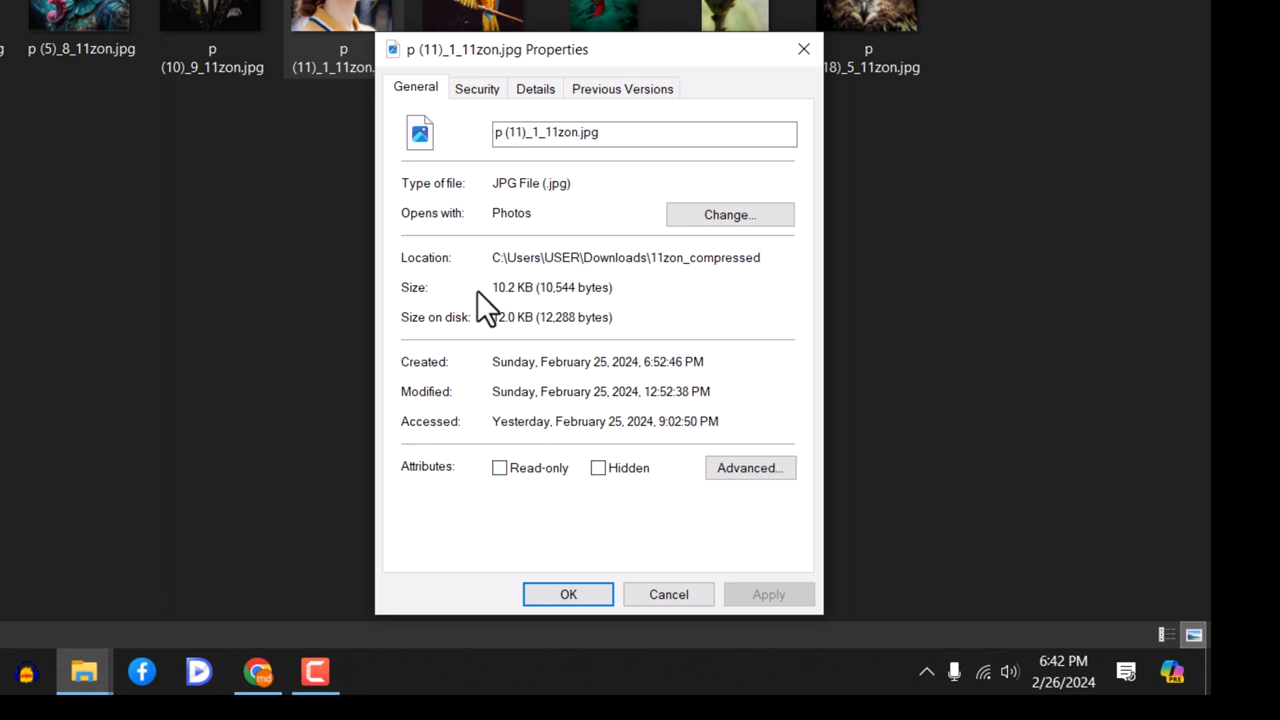 p (5)_8_11zon.jpg
p
(10)_9_11zon.jpg
p
(11)_1_11zon.
p
18)_5_11zon.jpg
p (11)_1_11zon.jpg Properties
General
Security
Details
Previous Versions
p (11)_1_11zon.jpg
Type of file: JPG File (.jpg)
Opens with: Photos
Change...
Location: C:\Users\USER\Downloads\11zon_compressed
Size: 10.2 KB (10,544 bytes)
Size on disk: 12.0 KB (12,288 bytes)
Created: Sunday, February 25, 2024, 6:52:46 PM
Modified: Sunday, February 25, 2024, 12:52:38 PM
Accessed: Yesterday, February 25, 2024, 9:02:50 PM
Attributes: Read-only Hidden
Advanced...
OK
Cancel
Apply
md
6:42 PM
2/26/2024
PRE